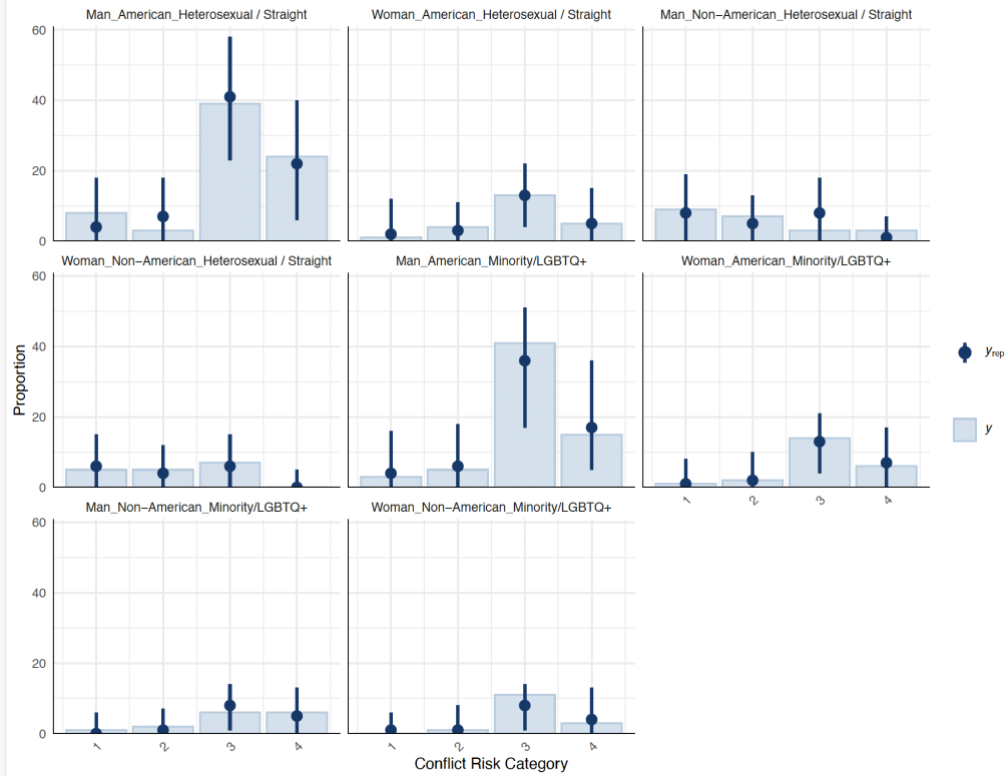 Man_American_Heterosexual / Straight
Woman_American_Heterosexual / Straight
Man_Non−American_Heterosexual / Straight
60
40
20
0
Woman_Non−American_Heterosexual / Straight
Man_American_Minority/LGBTQ+
Woman_American_Minority/LGBTQ+
60
40
20
0
1
2
3
4
Man_Non−American_Minority/LGBTQ+
Woman_Non−American_Minority/LGBTQ+
60
40
20
0
1
2
3
4
1
2
3
4
Proportion
Conflict Risk Category
yrep
y